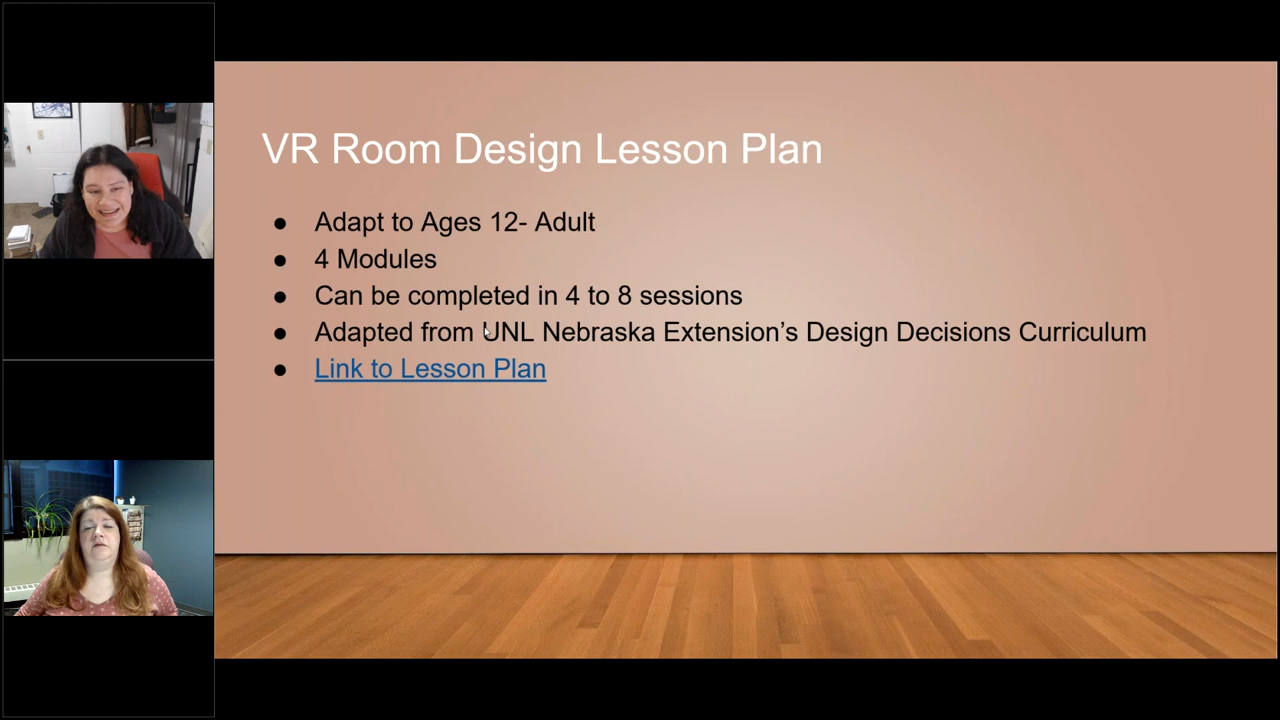 VR Room Design Lesson Plan
● Adapt to Ages 12- Adult
● 4 Modules
● Can be completed in 4 to 8 sessions
● Adapted from UNL Nebraska Extension’s Design Decisions Curriculum
● Link to Lesson Plan